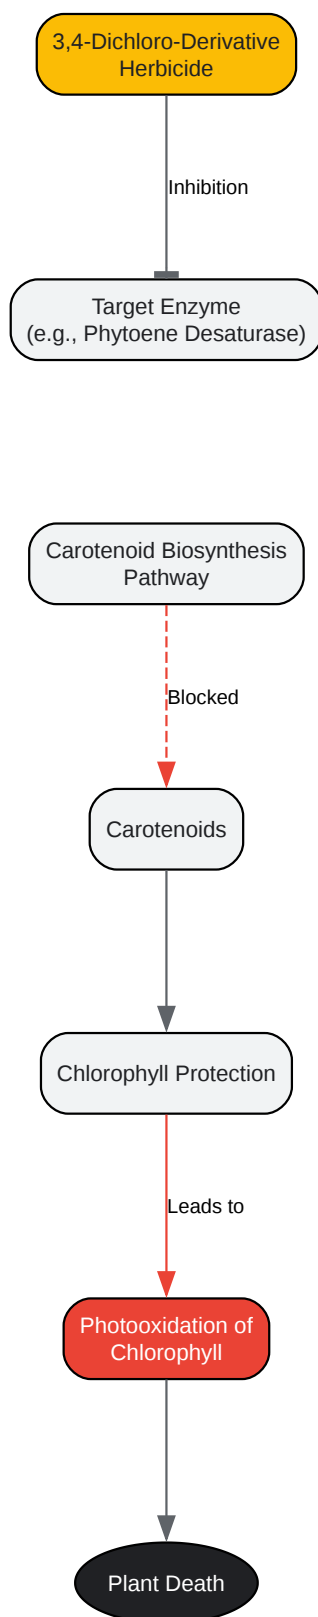 3,4-Dichloro-Derivative
Herbicide
Inhibition
Target Enzyme
(e.g., Phytoene Desaturase)
Carotenoid Biosynthesis
Pathway
Blocked
Carotenoids
Chlorophyll Protection
Leads to
Photooxidation of
Chlorophyll
Plant Death